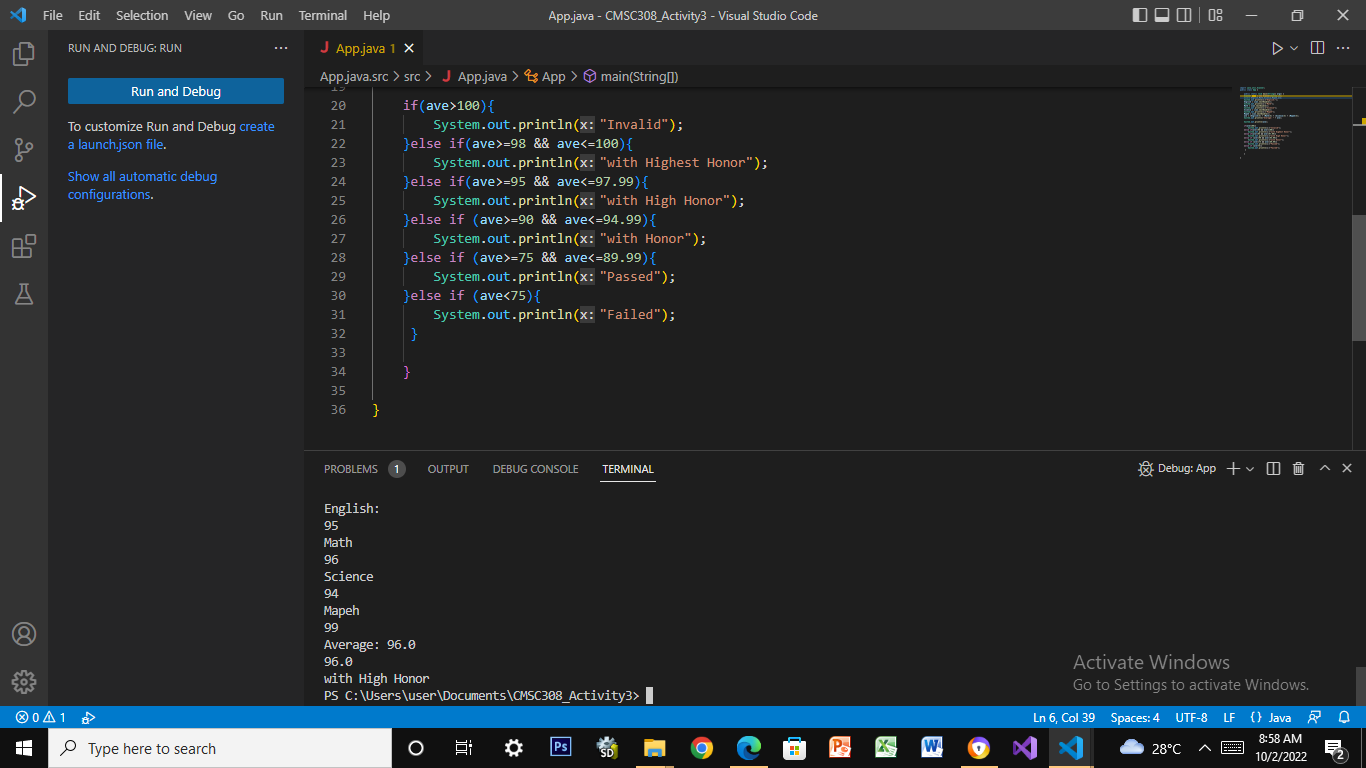 File Edit Selection View Go Run Terminal Help App.java - CMSC308_Activity3 - Visual Studio Code
RUN AND DEBUG: RUN
Run and Debug
To customize Run and Debug create
a launch.json file.
Show all automatic debug
configurations.
App.java 1
App.java.src > src > App.java > App > main(String[])
19
20 if(ave>100){
21 System.out.println(x: "Invalid");
22 }else if(ave>=98 && ave<=100){
23 System.out.println(x: "with Highest Honor");
24 }else if(ave>=95 && ave<=97.99){
25 System.out.println(x: "with High Honor");
26 }else if (ave>=90 && ave<=94.99){
27 System.out.println(x: "with Honor");
28 }else if (ave>=75 && ave<=89.99){
29 System.out.println(x: "Passed");
30 }else if (ave<75){
31 System.out.println(x: "Failed");
32 }
33
34 }
35
36 }
PROBLEMS 1 OUTPUT DEBUG CONSOLE TERMINAL Debug: App
English:
95
Math
96
Science
94
Mapeh
99
Average: 96.0
96.0
with High Honor
PS C:\Users\user\Documents\CMSC308_Activity3>
Activate Windows
Go to Settings to activate Windows.
0 1 Ln 6, Col 39 Spaces: 4 UTF-8 LF {} Java
Type here to search
Ps
SD
28°C
8:58 AM
10/2/2022
2